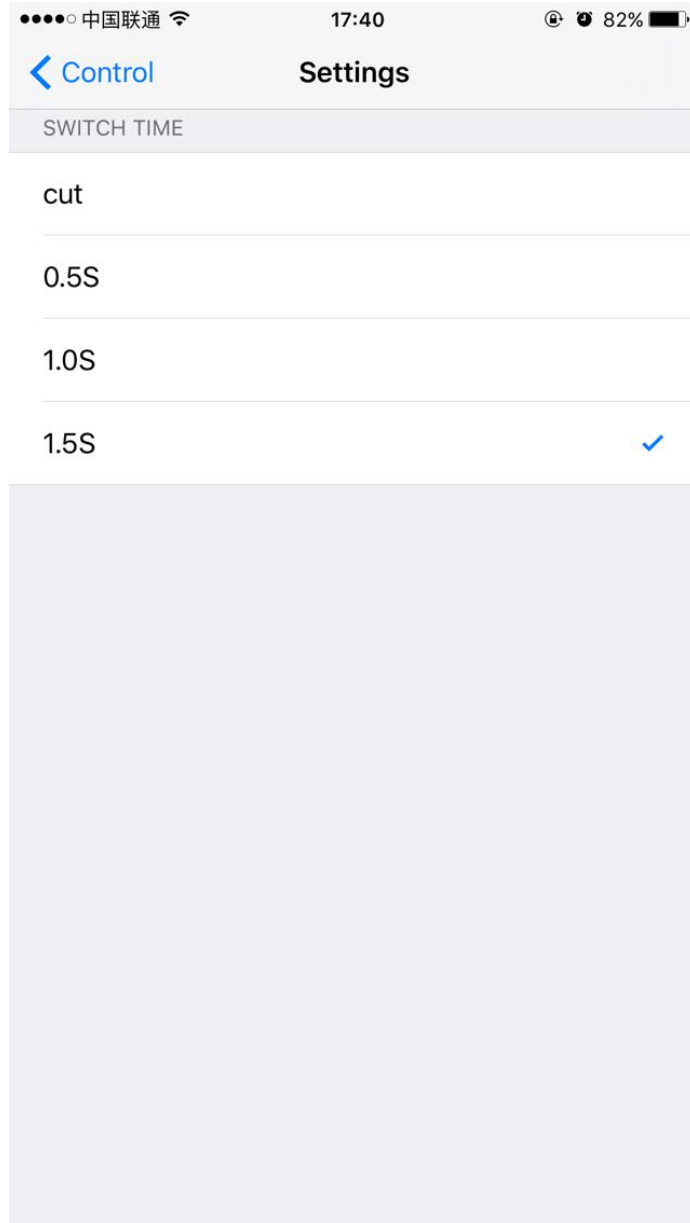 中国联通 17:40 82%
Control Settings
SWITCH TIME
cut
0.5S
1.0S
1.5S